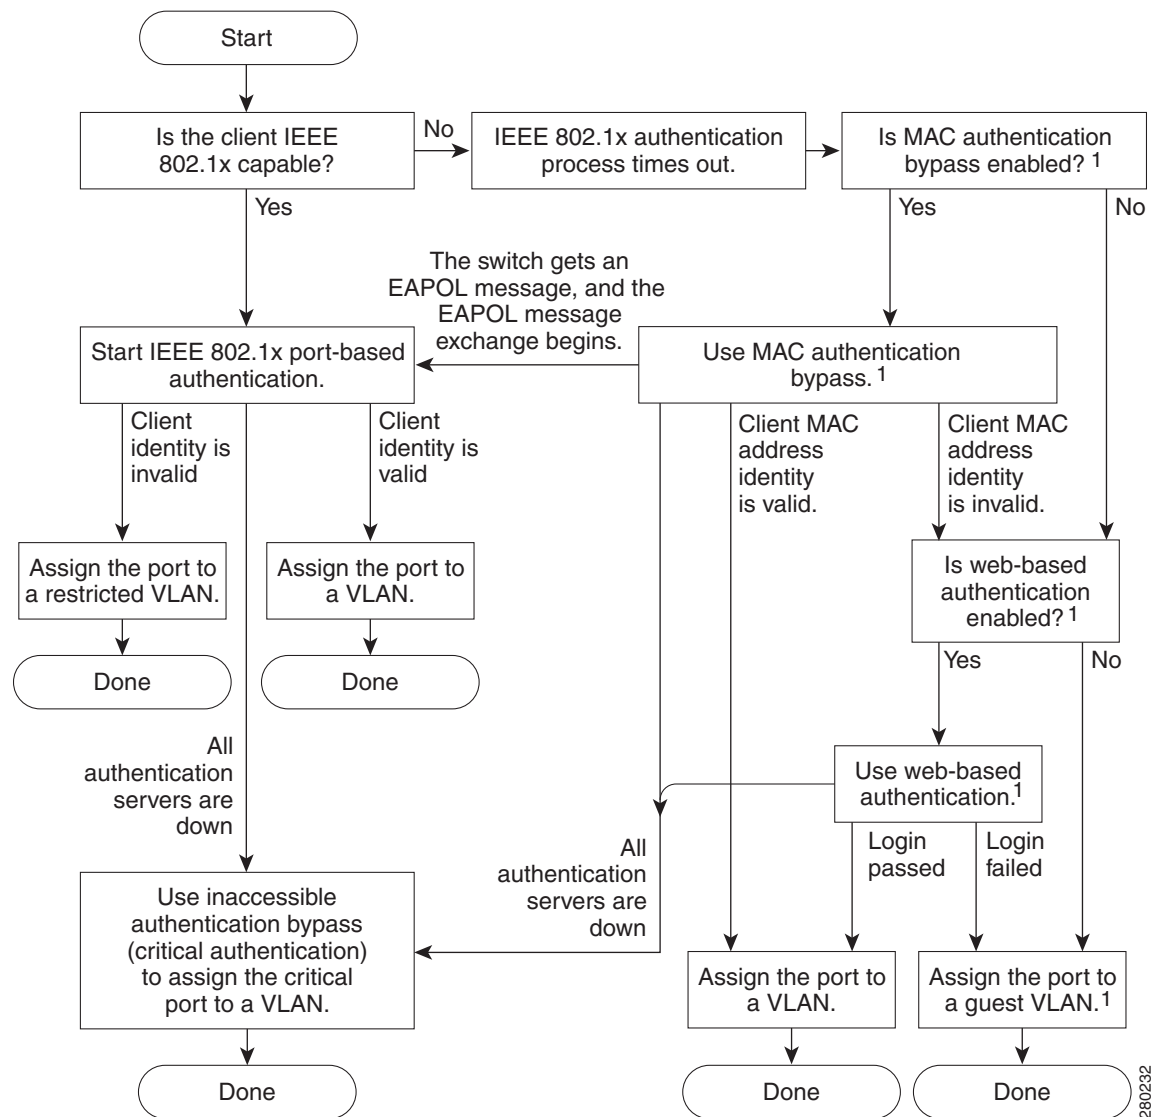 Start
Is the client IEEE
802.1x capable?
No
IEEE 802.1x authentication
process times out.
Is MAC authentication
bypass enabled? 1
Yes
Yes
No
The switch gets an
EAPOL message, and the
EAPOL message
exchange begins.
Start IEEE 802.1x port-based
authentication.
Use MAC authentication
bypass. 1
Client
identity is
invalid
Client
identity is
valid
Client MAC
address
identity
is valid.
Client MAC
address
identity
is invalid.
Assign the port to
a restricted VLAN.
Assign the port to
a VLAN.
Is web-based
authentication
enabled? 1
Done
Done
Yes
No
All
authentication
servers are
down
Use web-based
authentication.1
Login
passed
Login
failed
All
authentication
servers are
down
Use inaccessible
authentication bypass
(critical authentication)
to assign the critical
port to a VLAN.
Assign the port to
a VLAN.
Assign the port to
a guest VLAN.1
Done
Done
Done
280232